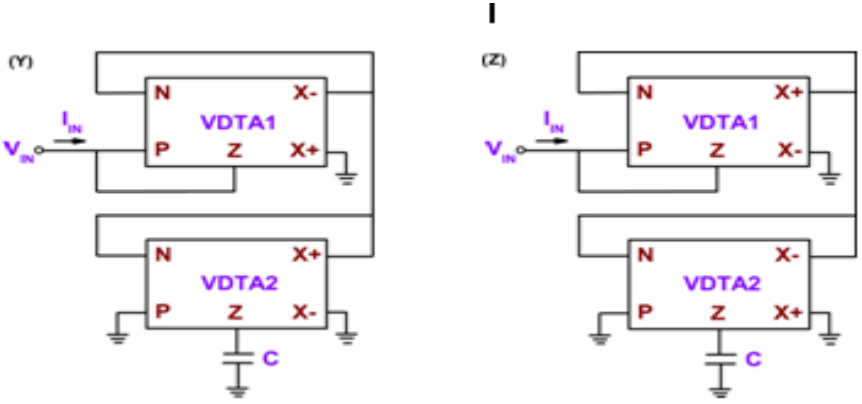 I
(Y)
N X-
VDTA1
I_IN
V_IN P Z X+
N X+
VDTA2
P Z X-
C
(Z)
N X+
VDTA1
I_IN
V_IN P Z X-
N X-
VDTA2
P Z X+
C